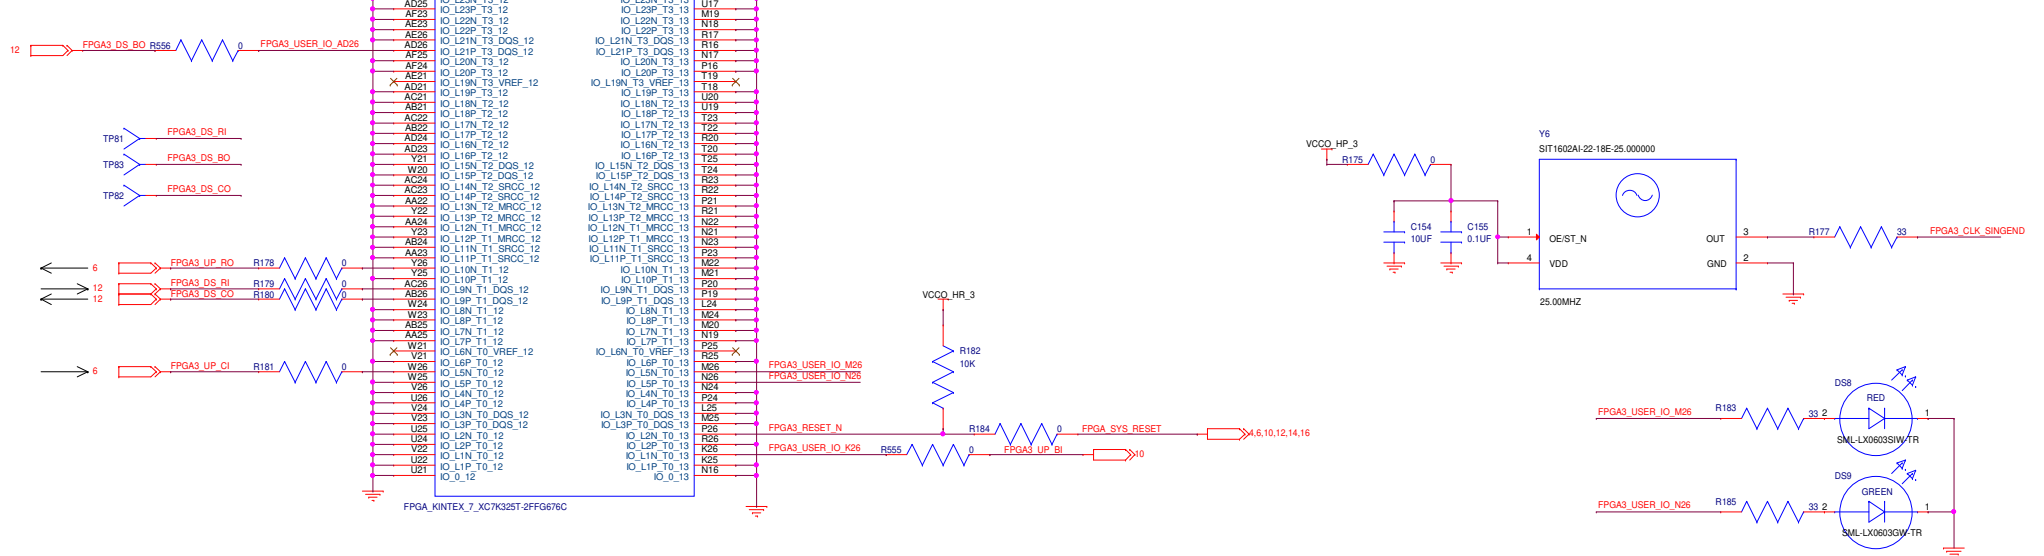 IO_L23N_T3_12 IO_L23N_T3_13
AD25 IO_L23P_T3_12 IO_L23P_T3_13 U17
AF23 IO_L22N_T3_12 IO_L22N_T3_13 M19
AE23 IO_L22P_T3_12 IO_L22P_T3_13 N18
AE26 IO_L21N_T3_DQS_12 IO_L21N_T3_DQS_13 R17
12 FPGA3_DS_BO R556 0 FPGA3_USER_IO_AD26 AD26 IO_L21P_T3_DQS_12 IO_L21P_T3_DQS_13 R16
AF25 IO_L20N_T3_12 IO_L20N_T3_13 N17
AF24 IO_L20P_T3_12 IO_L20P_T3_13 P16
AE21 IO_L19N_T3_VREF_12 IO_L19N_T3_VREF_13 T19
AD21 IO_L19P_T3_12 IO_L19P_T3_13 T18
AC21 IO_L18N_T2_12 IO_L18N_T2_13 U20
AB21 IO_L18P_T2_12 IO_L18P_T2_13 U19
AC22 IO_L17N_T2_12 IO_L17N_T2_13 T23
AB22 IO_L17P_T2_12 IO_L17P_T2_13 T22
AD24 IO_L16N_T2_12 IO_L16N_T2_13 R20
AD23 IO_L16P_T2_12 IO_L16P_T2_13 T20
Y21 IO_L15N_T2_DQS_12 IO_L15N_T2_DQS_13 T25
W20 IO_L15P_T2_DQS_12 IO_L15P_T2_DQS_13 T24
AC24 IO_L14N_T2_SRCC_12 IO_L14N_T2_SRCC_13 R23
AC23 IO_L14P_T2_SRCC_12 IO_L14P_T2_SRCC_13 R22
AA22 IO_L13N_T2_MRCC_12 IO_L13N_T2_MRCC_13 P21
Y22 IO_L13P_T2_MRCC_12 IO_L13P_T2_MRCC_13 R21
AA24 IO_L12N_T1_MRCC_12 IO_L12N_T1_MRCC_13 N22
Y23 IO_L12P_T1_MRCC_12 IO_L12P_T1_MRCC_13 N21
AB24 IO_L11N_T1_SRCC_12 IO_L11N_T1_SRCC_13 N23
AA23 IO_L11P_T1_SRCC_12 IO_L11P_T1_SRCC_13 P23
6 FPGA3_UP_RO R178 0 Y26 IO_L10N_T1_12 IO_L10N_T1_13 M22
Y25 IO_L10P_T1_12 IO_L10P_T1_13 M21
12 FPGA3_DS_RI R179 0 AC26 IO_L9N_T1_DQS_12 IO_L9N_T1_DQS_13 P20
12 FPGA3_DS_CO R180 0 AB26 IO_L9P_T1_DQS_12 IO_L9P_T1_DQS_13 P19
W24 IO_L8N_T1_12 IO_L8N_T1_13 L24
W23 IO_L8P_T1_12 IO_L8P_T1_13 M24
AB25 IO_L7N_T1_12 IO_L7N_T1_13 M20
AA25 IO_L7P_T1_12 IO_L7P_T1_13 N19
W21 IO_L6N_T0_VREF_12 IO_L6N_T0_VREF_13 P25
V21 IO_L6P_T0_12 IO_L6P_T0_13 R25
6 FPGA3_UP_CI R181 0 W26 IO_L5N_T0_12 IO_L5N_T0_13 M26 FPGA3_USER_IO_M26
W25 IO_L5P_T0_12 IO_L5P_T0_13 N26 FPGA3_USER_IO_N26
V26 IO_L4N_T0_12 IO_L4N_T0_13 N24
U26 IO_L4P_T0_12 IO_L4P_T0_13 P24
V24 IO_L3N_T0_DQS_12 IO_L3N_T0_DQS_13 L25
V23 IO_L3P_T0_DQS_12 IO_L3P_T0_DQS_13 M25
U25 IO_L2N_T0_12 IO_L2N_T0_13 P26 FPGA3_RESET_N R184 0 FPGA_SYS_RESET 4,6,10,12,14,16
U24 IO_L2P_T0_12 IO_L2P_T0_13 R26
V22 IO_L1N_T0_12 IO_L1N_T0_13 K26 FPGA3_USER_IO_K26 R555 0 FPGA3_UP_BI 10
U22 IO_L1P_T0_12 IO_L1P_T0_13 K25
U21 IO_0_12 IO_0_13 N16
FPGA_KINTEX_7_XC7K325T-2FFG676C
TP81 FPGA3_DS_RI
TP83 FPGA3_DS_BO
TP82 FPGA3_DS_CO
VCCO_HR_3
R182
10K
VCCO_HP_3
R175 0
C154
10UF
C155
0.1UF
Y6
SIT1602AI-22-18E-25.000000
1 OE/ST_N OUT 3 R177 33 FPGA3_CLK_SINGEND
4 VDD GND 2
25.00MHZ
DS8
RED
FPGA3_USER_IO_M26 R183 33 2 1
SML-LX0603SIW-TR
DS9
GREEN
FPGA3_USER_IO_N26 R185 33 2 1
SML-LX0603GW-TR